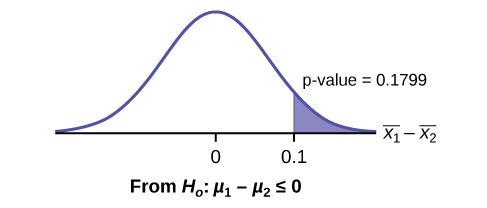 p-value = 0.1799
x̅₁ – x̅₂
0 0.1
From Hₒ: μ₁ – μ₂ ≤ 0